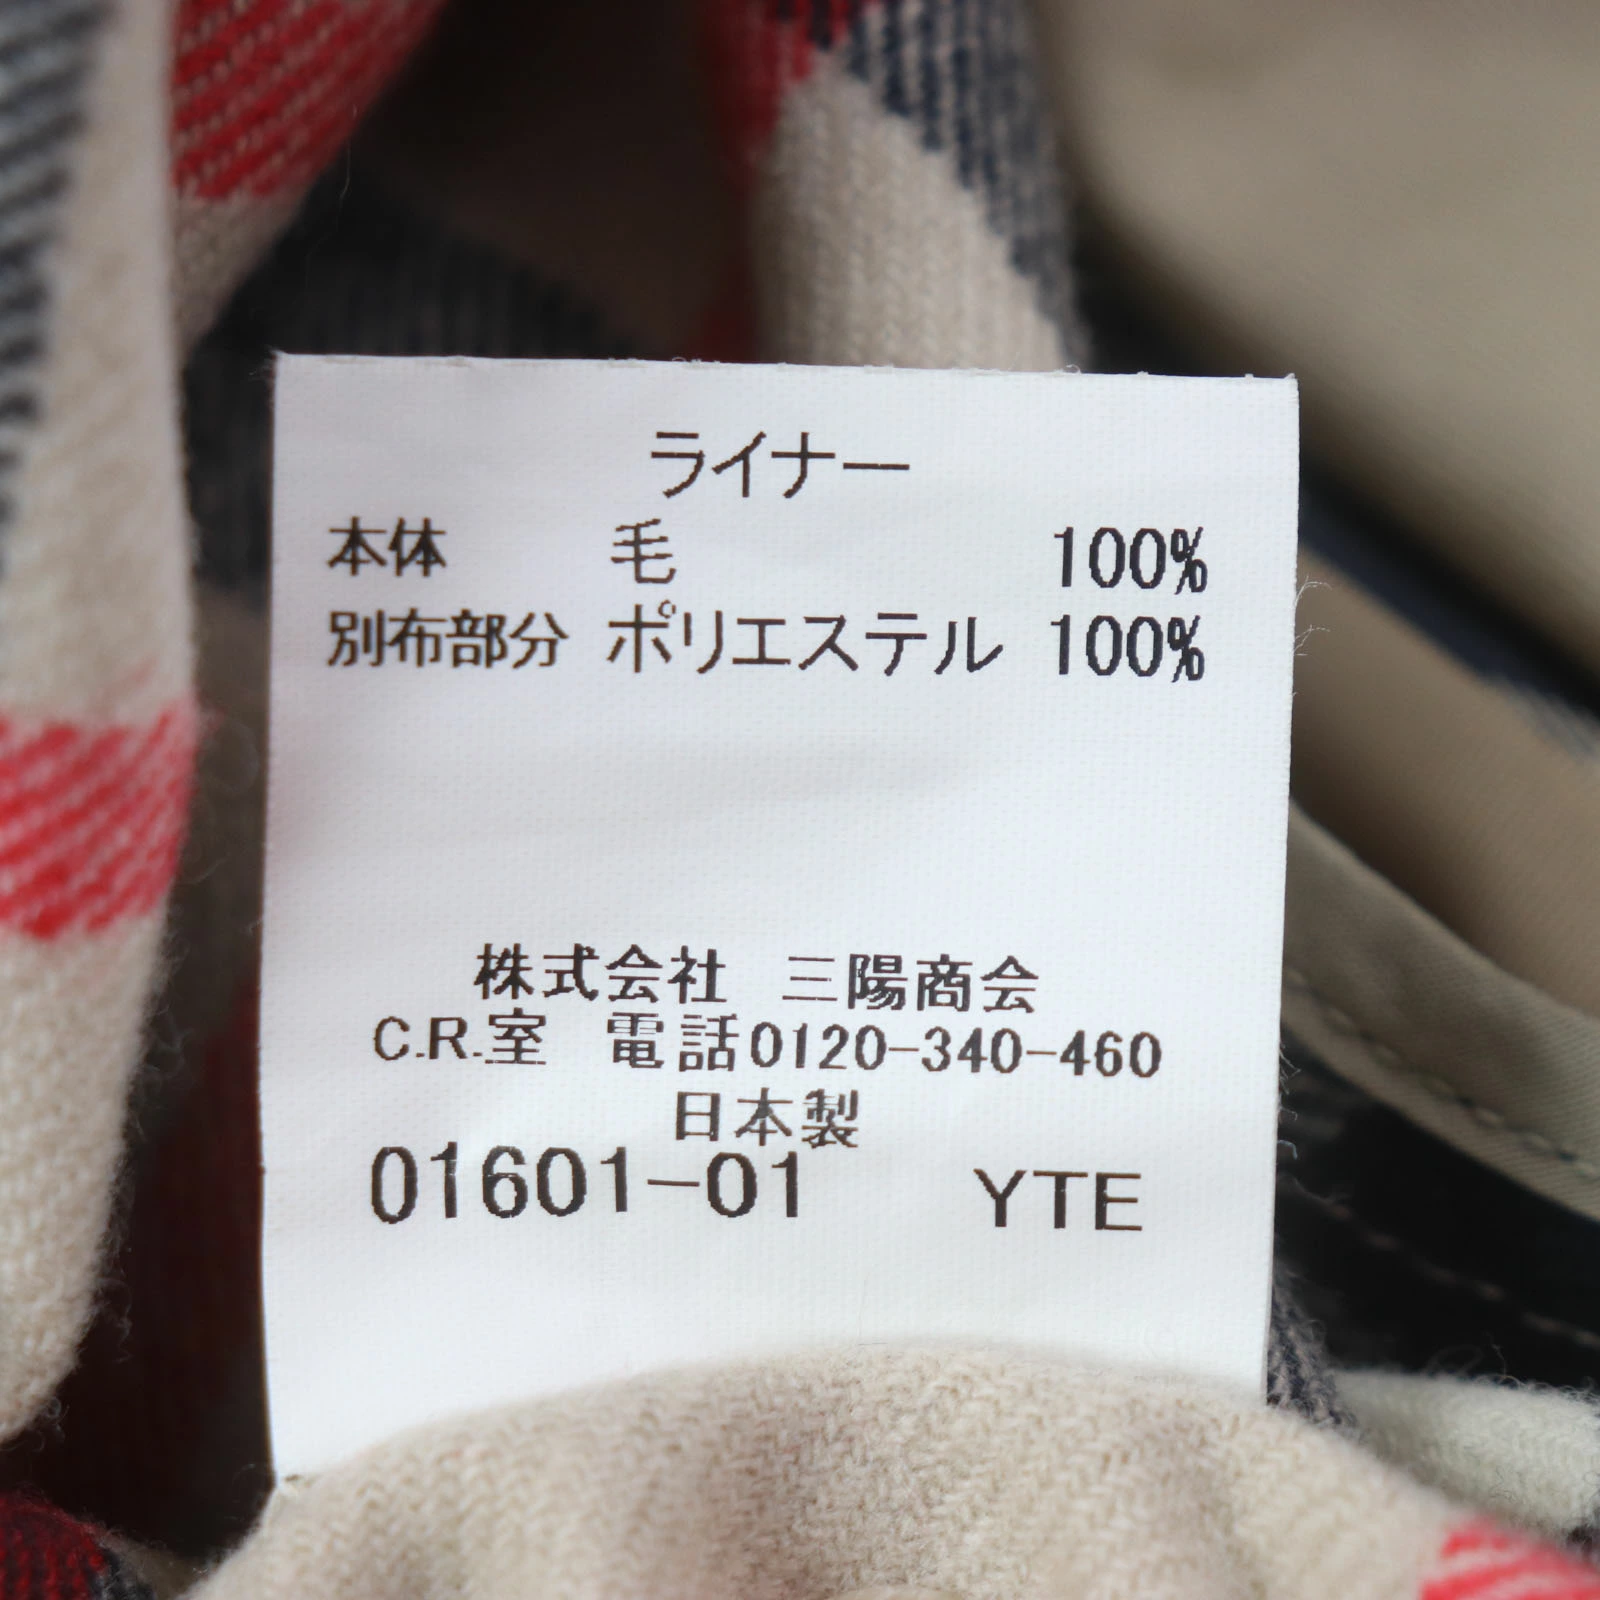 ライナー
本体 毛 100%
別布部分 ポリエステル 100%
株式会社 三陽商会
C.R.室 電話0120-340-460
日本製
01601-01 YTE